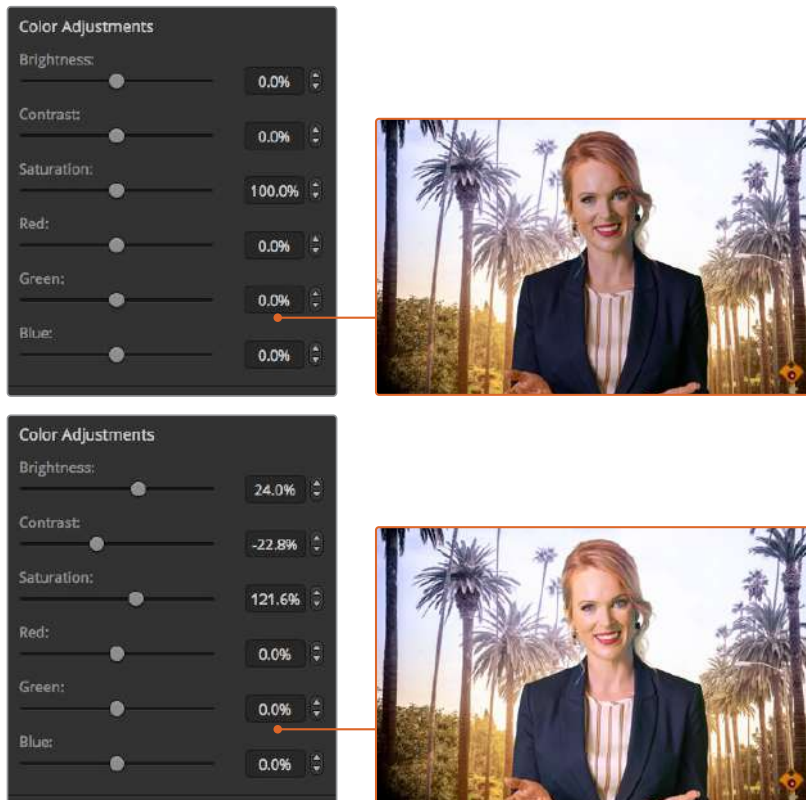 Color Adjustments
Brightness:
0.0%
Contrast:
0.0%
Saturation:
100.0%
Red:
0.0%
Green:
0.0%
Blue:
0.0%
Color Adjustments
Brightness:
24.0%
Contrast:
-22.8%
Saturation:
121.6%
Red:
0.0%
Green:
0.0%
Blue:
0.0%